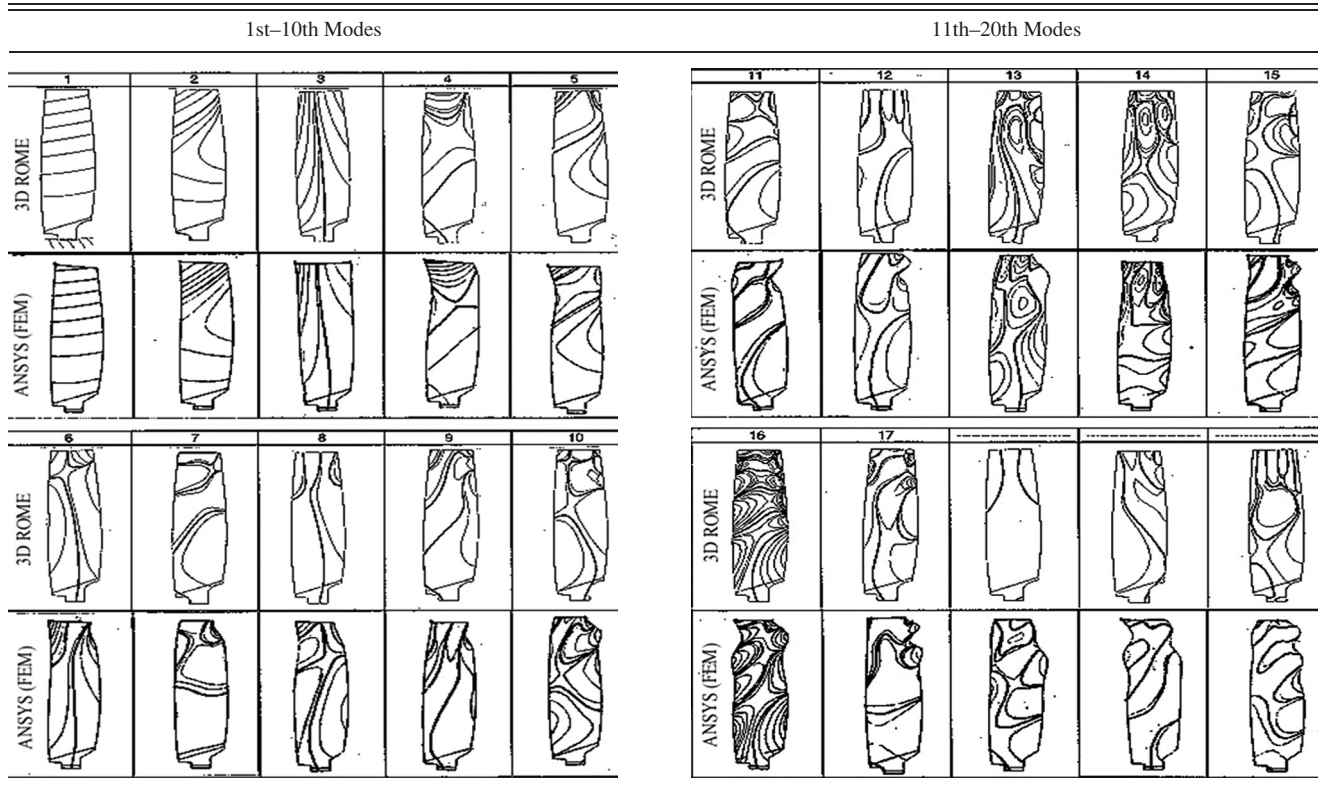 1st–10th Modes
11th–20th Modes
1 2 3 4 5
3D ROME
ANSYS (FEM)
6 7 8 9 10
3D ROME
ANSYS (FEM)
11 12 13 14 15
3D ROME
ANSYS (FEM)
16 17
3D ROME
ANSYS (FEM)